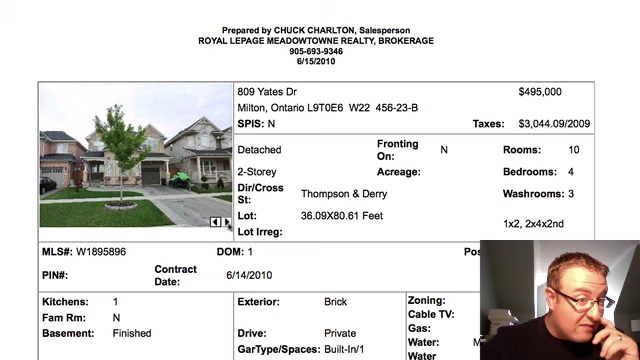 Prepared by CHUCK CHARLTON, Salesperson
ROYAL LEPAGE MEADOWTOWNE REALTY, BROKERAGE
905-693-9346
6/15/2010
809 Yates Dr $495,000
Milton, Ontario L9T0E6 W22 456-23-B
SPIS: N Taxes: $3,044.09/2009
Detached Fronting On: N Rooms: 10
2-Storey Acreage: Bedrooms: 4
Dir/Cross St: Thompson & Derry Washrooms: 3
Lot: 36.09X80.61 Feet 1x2, 2x4x2nd
Lot Irreg:
MLS#: W1895896 DOM: 1
PIN#: Contract Date: 6/14/2010
Kitchens: 1 Exterior: Brick Zoning:
Fam Rm: N Cable TV:
Basement: Finished Drive: Private Gas:
GarType/Spaces: Built-In/1 Water:
Water